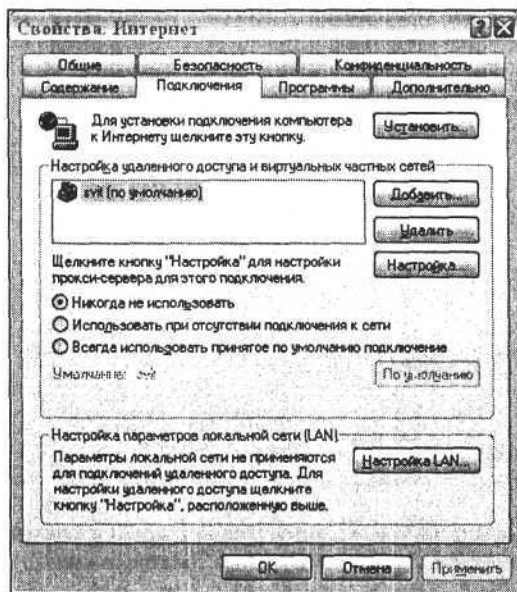 Свойства: Интернет
Общие Безопасность Конфиденциальность
Содержание Подключения Программы Дополнительно
Для установки подключения компьютера
к Интернету щелкните эту кнопку.
Установить...
Настройка удаленного доступа и виртуальных частных сетей
svit (по умолчанию)
Добавить...
Удалить
Щелкните кнопку "Настройка" для настройки
прокси-сервера для этого подключения.
Настройка...
Никогда не использовать
Использовать при отсутствии подключения к сети
Всегда использовать принятое по умолчанию подключение
Умолчание: svit
По умолчанию
Настройка параметров локальной сети (LAN)
Параметры локальной сети не применяются
для подключений удаленного доступа. Для
настройки удаленного доступа щелкните
кнопку "Настройка", расположенную выше.
Настройка LAN...
OK Отмена Применить